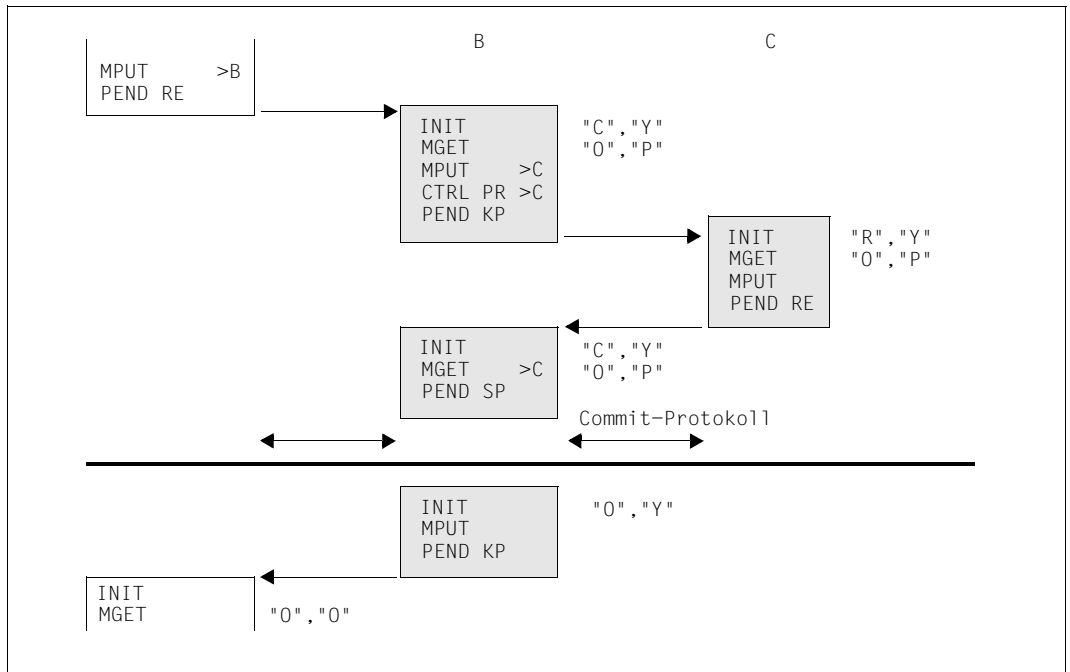 B C
MPUT >B
PEND RE
INIT
MGET
MPUT >C
CTRL PR >C
PEND KP
"C","Y"
"O","P"
INIT
MGET
MPUT
PEND RE
"R","Y"
"O","P"
INIT
MGET >C
PEND SP
"C","Y"
"O","P"
Commit-Protokoll
INIT
MPUT
PEND KP
"O","Y"
INIT
MGET
"O","O"